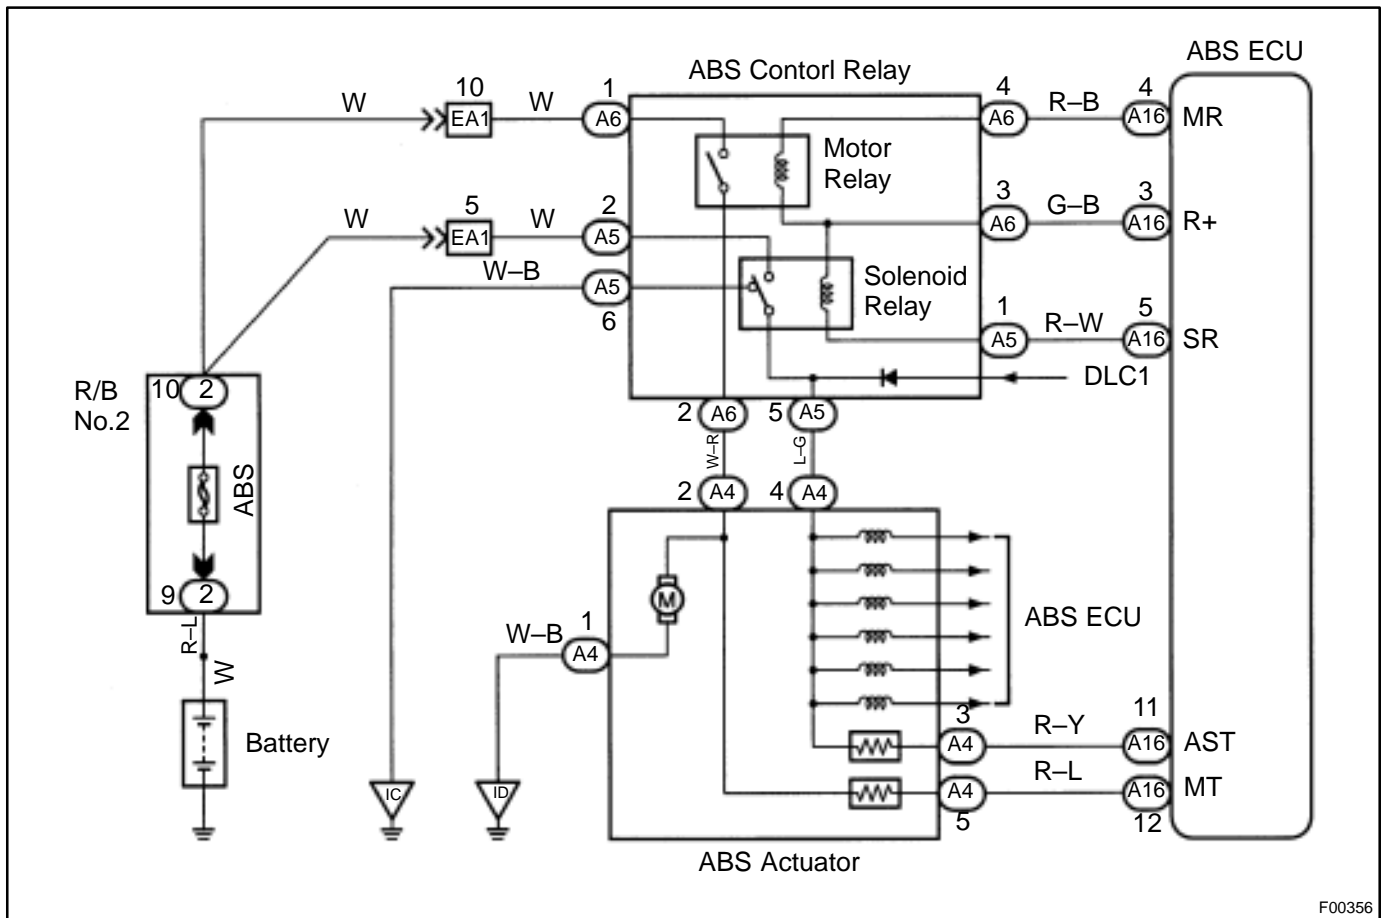 ABS ECU
ABS Contorl Relay
W
10
EA1
W
1
A6
4
A6
R–B
4
A16
MR
Motor
Relay
W
5
EA1
W
2
A5
3
A6
G–B
3
A16
R+
W–B
A5
6
Solenoid
Relay
1
A5
R–W
5
A16
SR
DLC1
R/B
No.2
10
2
ABS
9
2
R–L
W
Battery
2
A6
5
A5
W–R
L–G
2
A4
4
A4
M
W–B
1
A4
ABS ECU
3
A4
R–Y
11
A16
AST
A4
5
R–L
A16
12
MT
IC
ID
ABS Actuator
F00356